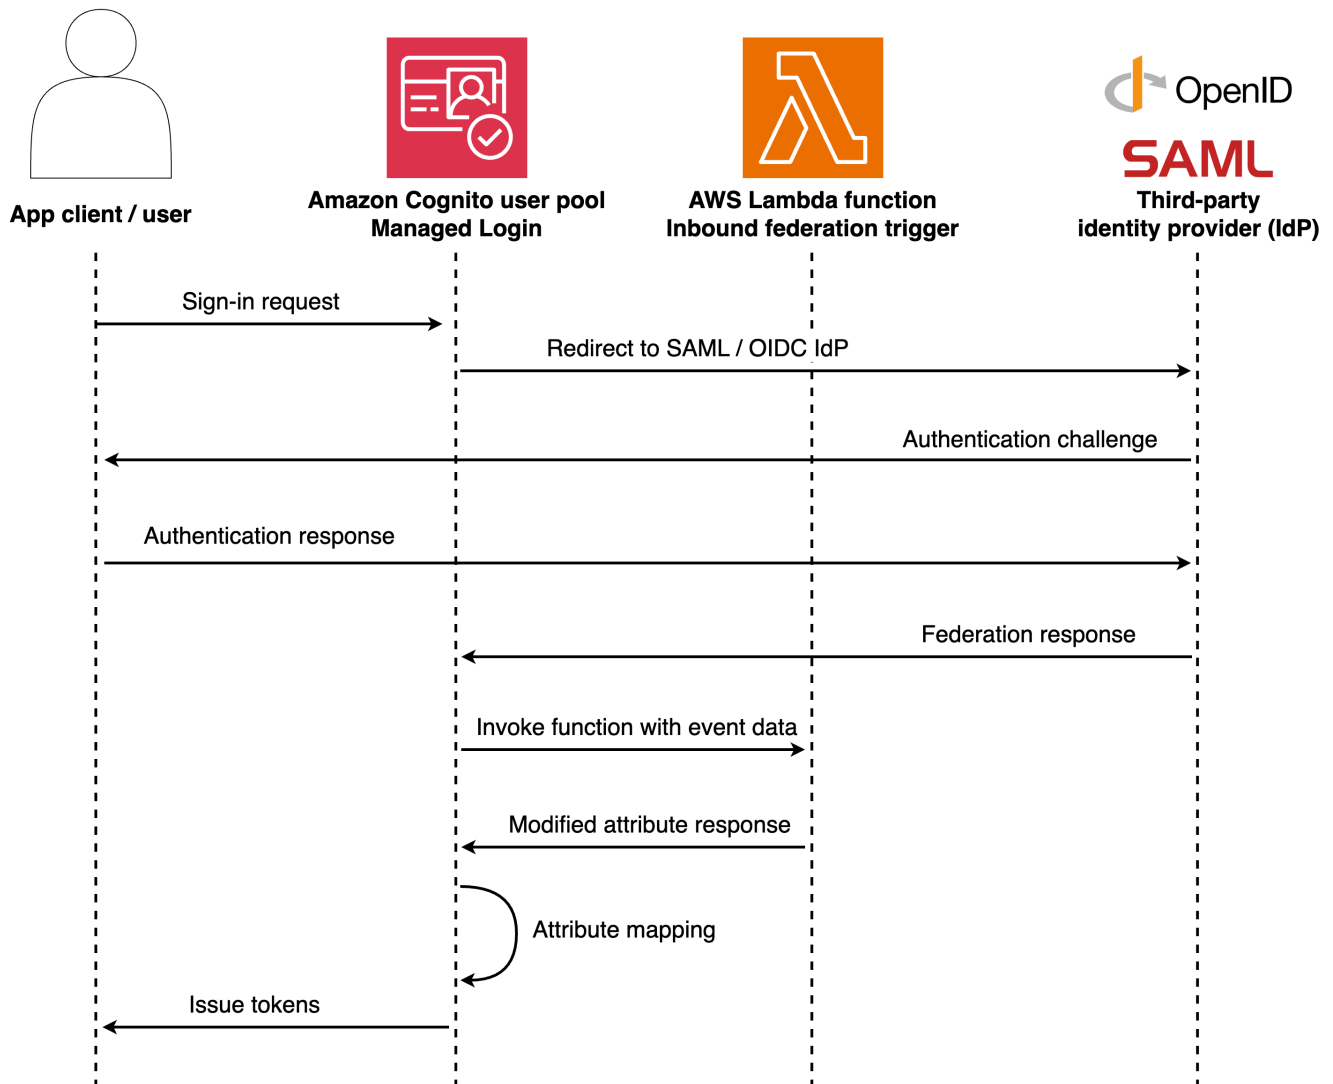 OpenID
SAML
App client / user
Amazon Cognito user pool
Managed Login
AWS Lambda function
Inbound federation trigger
Third-party
identity provider (IdP)
Sign-in request
Redirect to SAML / OIDC IdP
Authentication challenge
Authentication response
Federation response
Invoke function with event data
Modified attribute response
Attribute mapping
Issue tokens